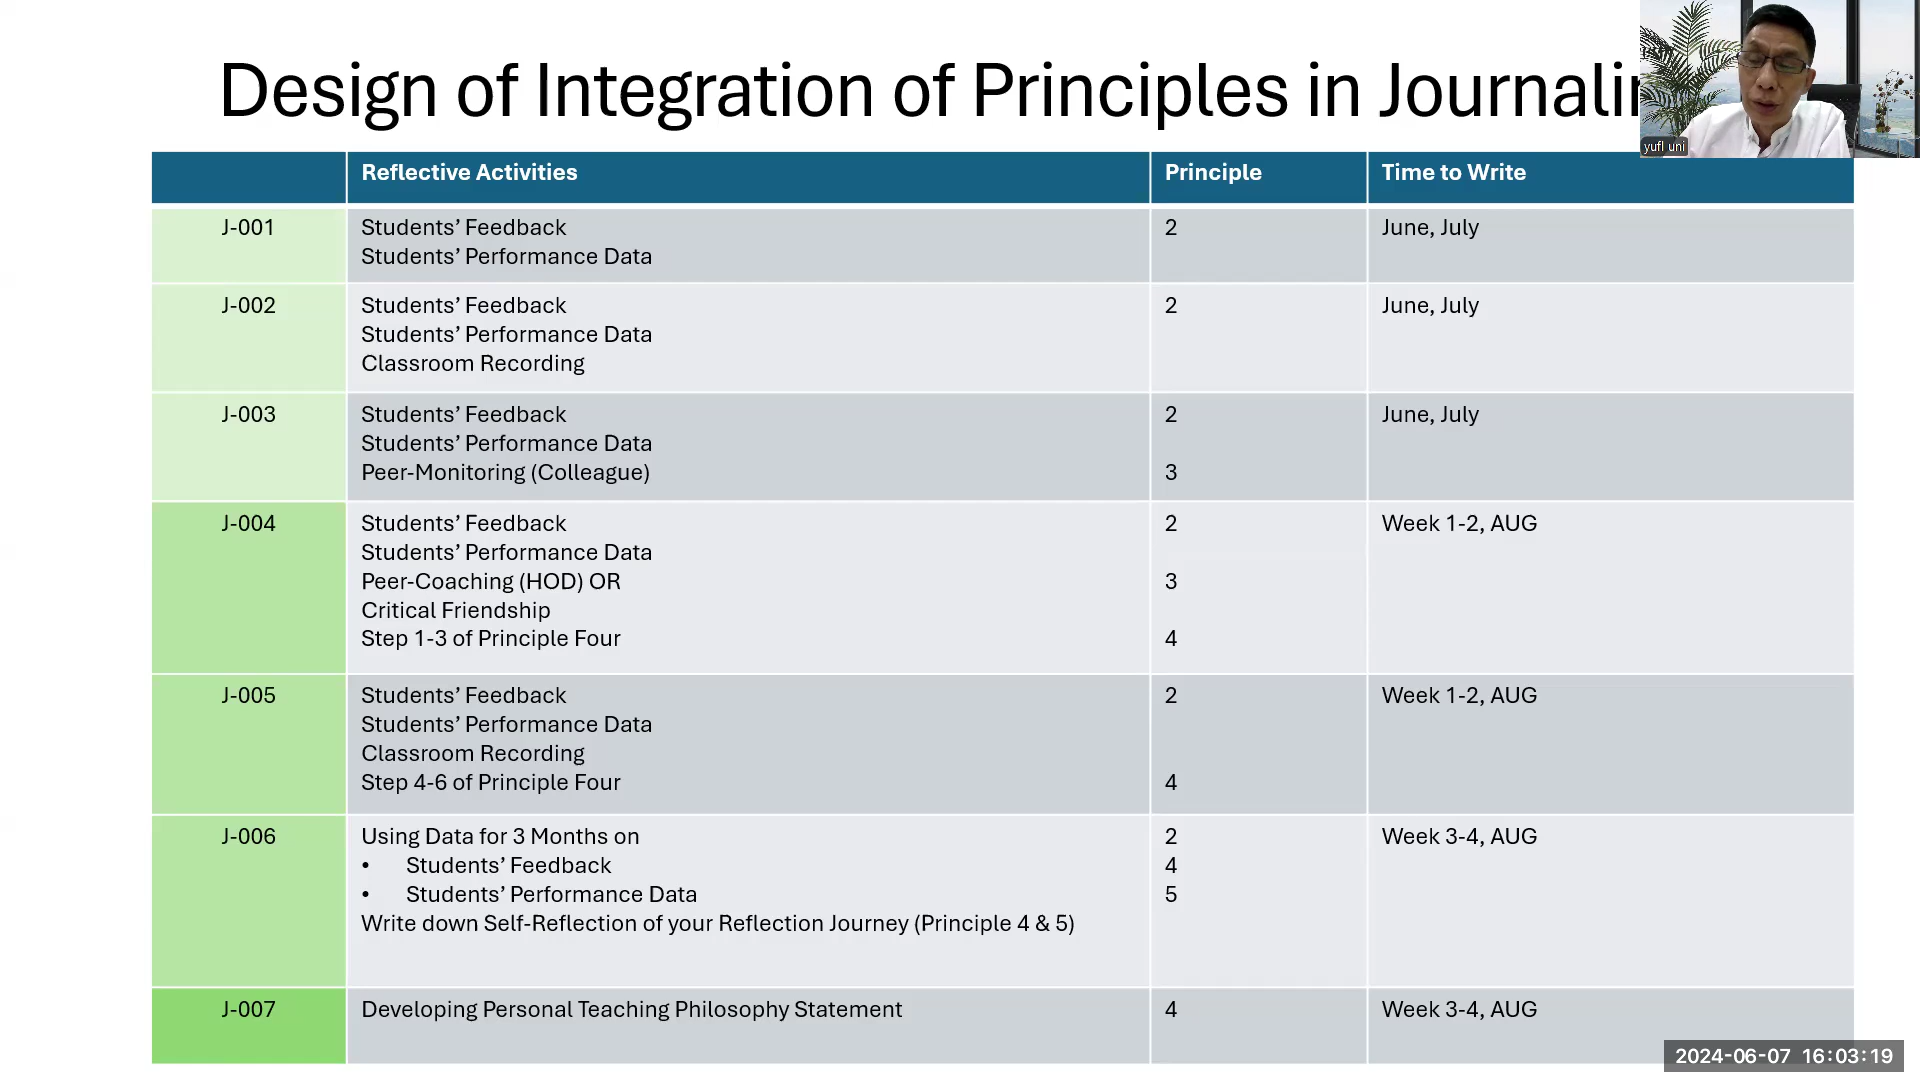 Design of Integration of Principles in Journalin
yufl uni
Reflective Activities Principle Time to Write
J-001 Students’ Feedback 2 June, July
Students’ Performance Data
J-002 Students’ Feedback 2 June, July
Students’ Performance Data
Classroom Recording
J-003 Students’ Feedback 2 June, July
Students’ Performance Data
Peer-Monitoring (Colleague) 3
J-004 Students’ Feedback 2 Week 1-2, AUG
Students’ Performance Data
Peer-Coaching (HOD) OR 3
Critical Friendship
Step 1-3 of Principle Four 4
J-005 Students’ Feedback 2 Week 1-2, AUG
Students’ Performance Data
Classroom Recording
Step 4-6 of Principle Four 4
J-006 Using Data for 3 Months on 2 Week 3-4, AUG
• Students’ Feedback 4
• Students’ Performance Data 5
Write down Self-Reflection of your Reflection Journey (Principle 4 & 5)
J-007 Developing Personal Teaching Philosophy Statement 4 Week 3-4, AUG
2024-06-07 16:03:19